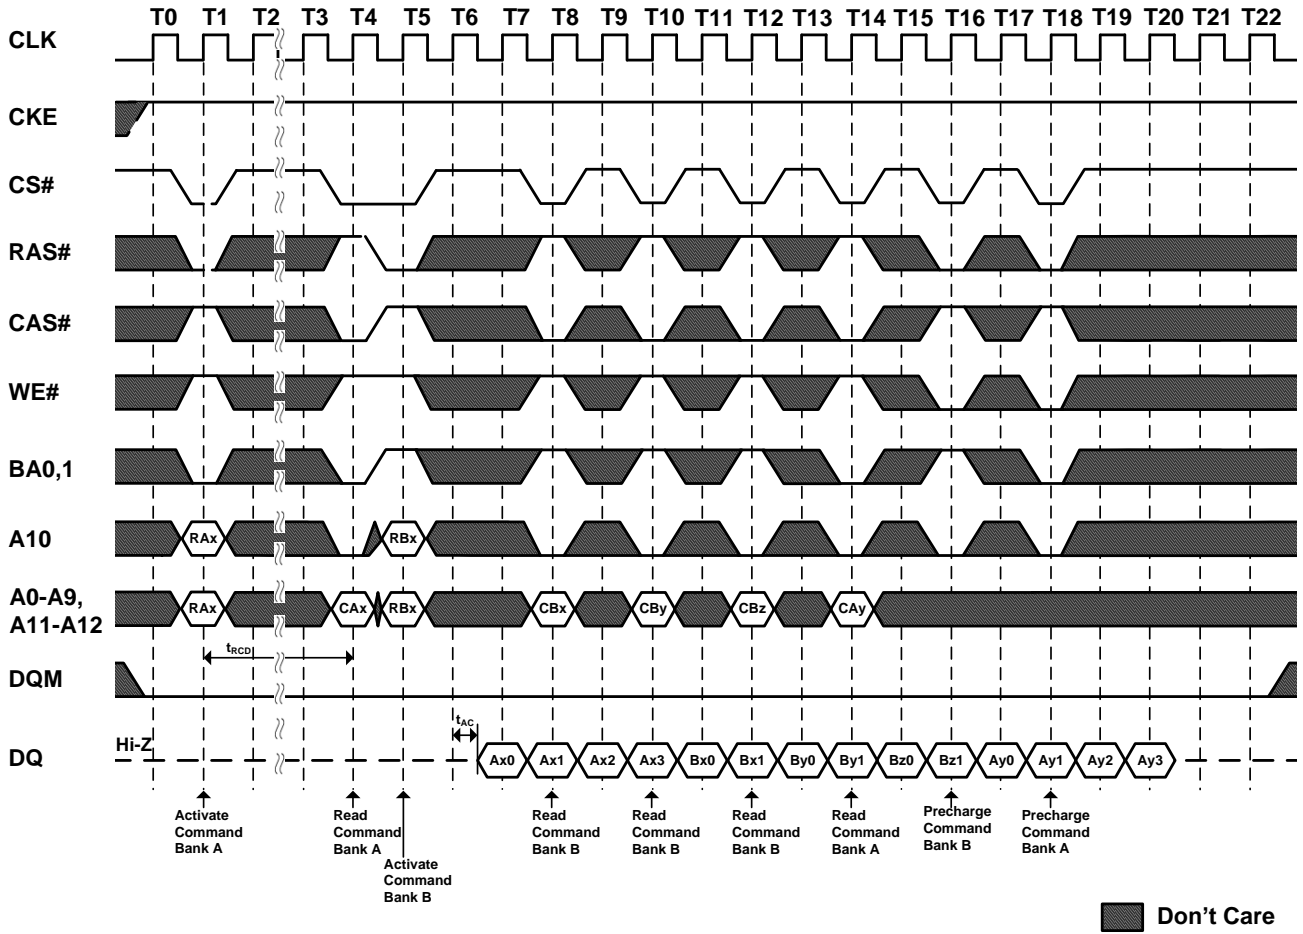 T0 T1 T2 T3 T4 T5 T6 T7 T8 T9 T10 T11 T12 T13 T14 T15 T16 T17 T18 T19 T20 T21 T22
CLK
CKE
CS#
RAS#
CAS#
WE#
BA0,1
A10 RAx RBx
A0-A9,
A11-A12 RAx CAx RBx CBx CBy CBz CAy
tRCD
DQM
tAC
Hi-Z
DQ Ax0 Ax1 Ax2 Ax3 Bx0 Bx1 By0 By1 Bz0 Bz1 Ay0 Ay1 Ay2 Ay3
Activate
Command
Bank A
Read
Command
Bank A
Activate
Command
Bank B
Read
Command
Bank B
Read
Command
Bank B
Read
Command
Bank B
Read
Command
Bank A
Precharge
Command
Bank B
Precharge
Command
Bank A
Don't Care